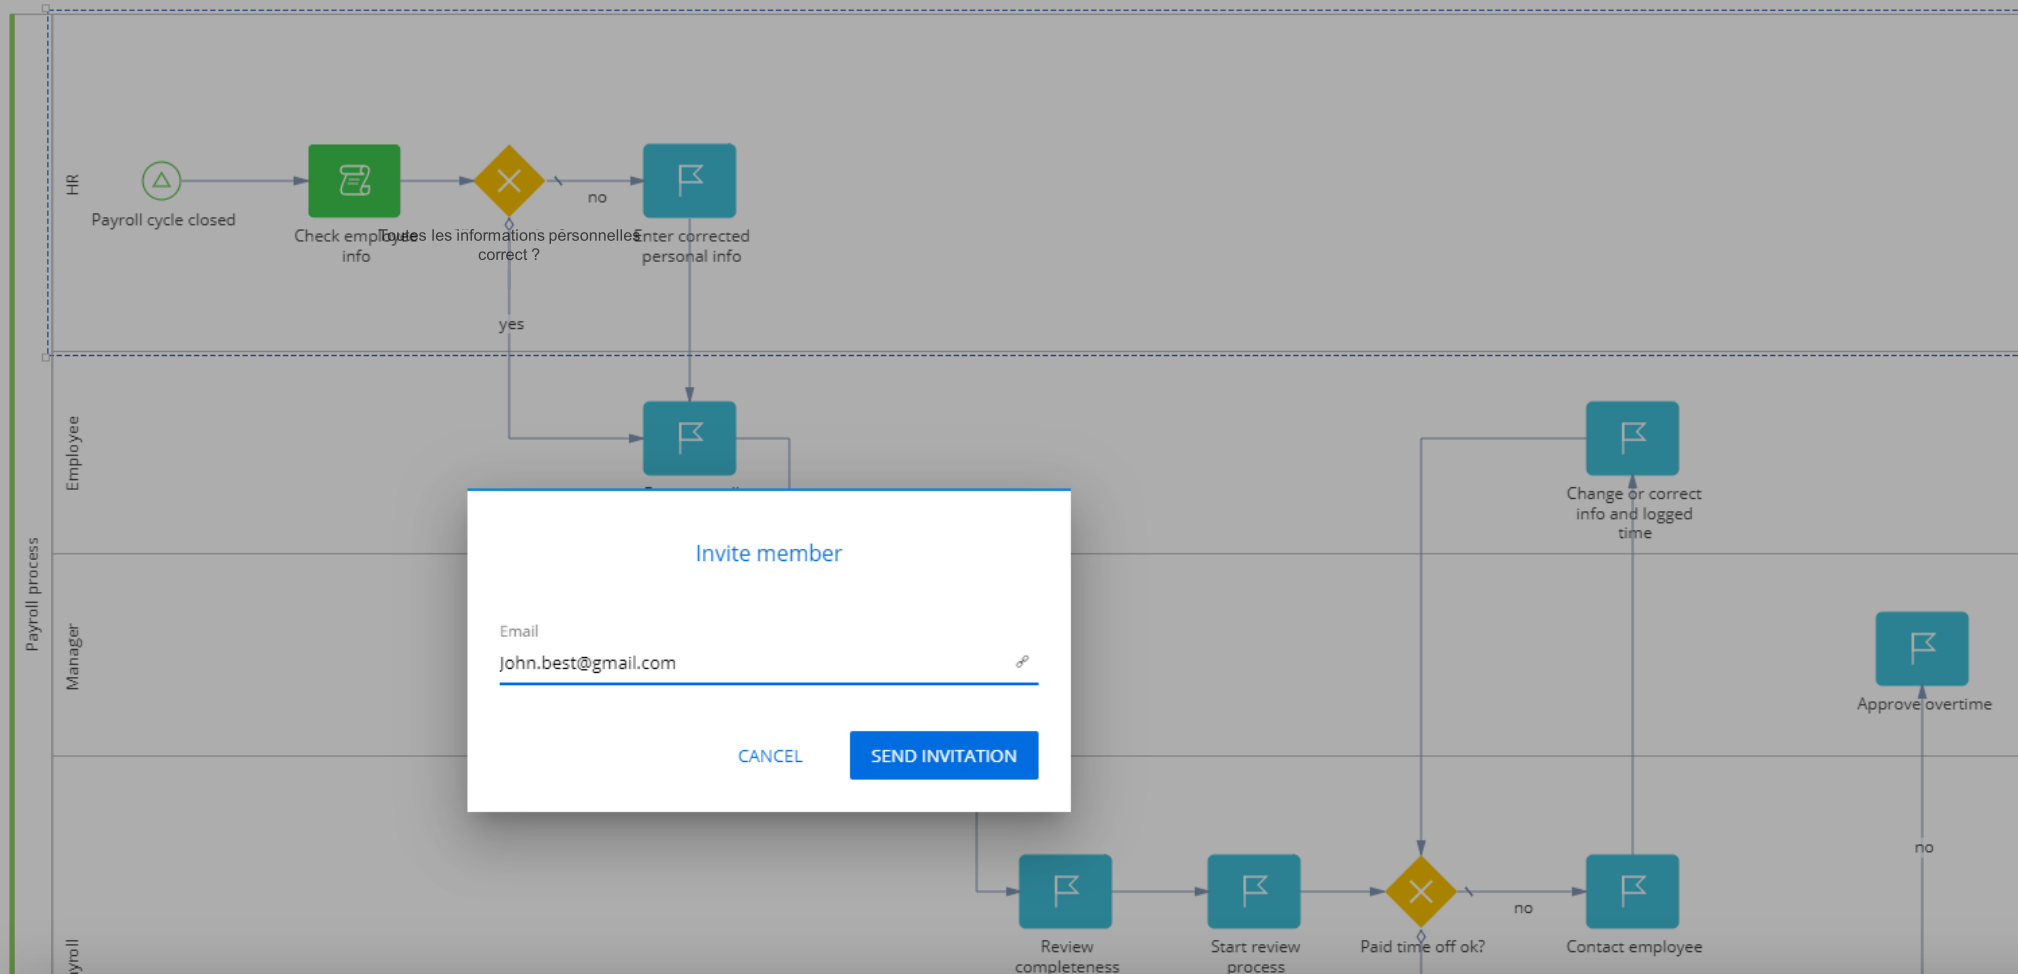 HR
Payroll cycle closed
Check employee
info
Toutes les informations personnelles
correct ?
no
yes
Enter corrected
personal info
Employee
Change or correct
info and logged
time
Payroll process
Manager
Invite member
Email
John.best@gmail.com
CANCEL
SEND INVITATION
Approve overtime
no
no
Review
completeness
Start review
process
Paid time off ok?
Contact employee